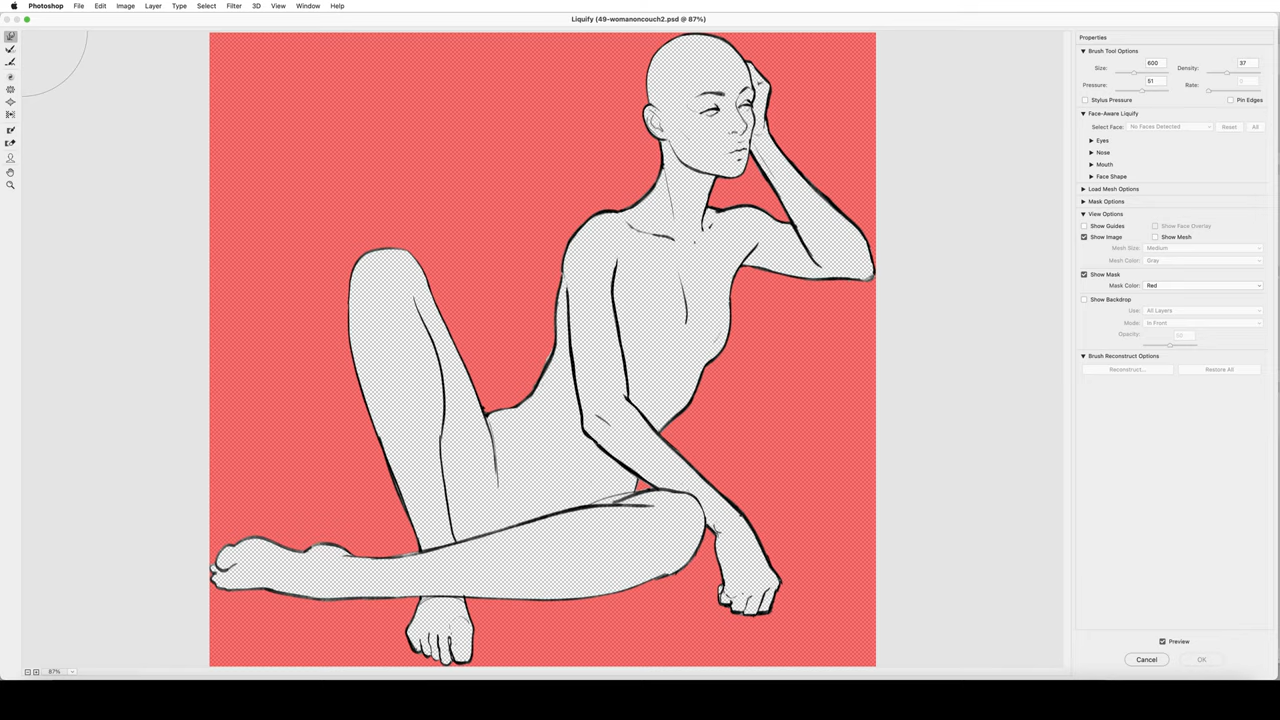 Photoshop File Edit Image Layer Type Select Filter 3D View Window Help
Liquify (49-womanoncouch2.psd @ 87%)
Properties
Brush Tool Options
Size: 600 Density: 37
Pressure: 51 Rate: 0
Stylus Pressure Pin Edges
Face-Aware Liquify
Select Face: No Faces Detected Reset All
Eyes
Nose
Mouth
Face Shape
Load Mesh Options
Mask Options
View Options
Show Guides Show Face Overlay
Show Image Show Mesh
Mesh Size: Medium
Mesh Color: Gray
Show Mask
Mask Color: Red
Show Backdrop
Use: All Layers
Mode: In Front
Opacity:
Brush Reconstruct Options
Reconstruct... Restore All
Preview
Cancel OK
87%